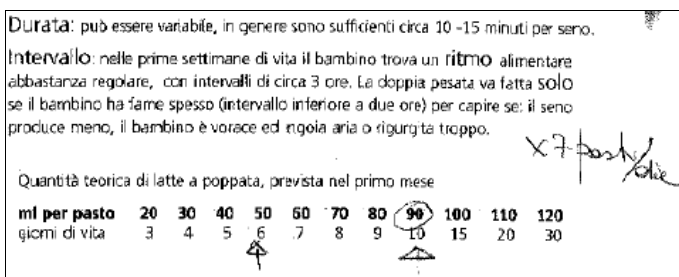 Durata: può essere variabile, in genere sono sufficienti circa 10 -15 minuti per seno.
Intervallo: nelle prime settimane di vita il bambino trova un ritmo alimentare
abbastanza regolare, con intervalli di circa 3 ore. La doppia pesata va fatta solo
se il bambino ha fame spesso (intervallo inferiore a due ore) per capire se: il seno
produce meno, il bambino è vorace ed ingoia aria o rigurgita troppo.
x7 pasti/die
Quantità teorica di latte a poppata, prevista nel primo mese
ml per pasto 20 30 40 50 60 70 80 90 100 110 120
giorni di vita 3 4 5 6 7 8 9 10 15 20 30